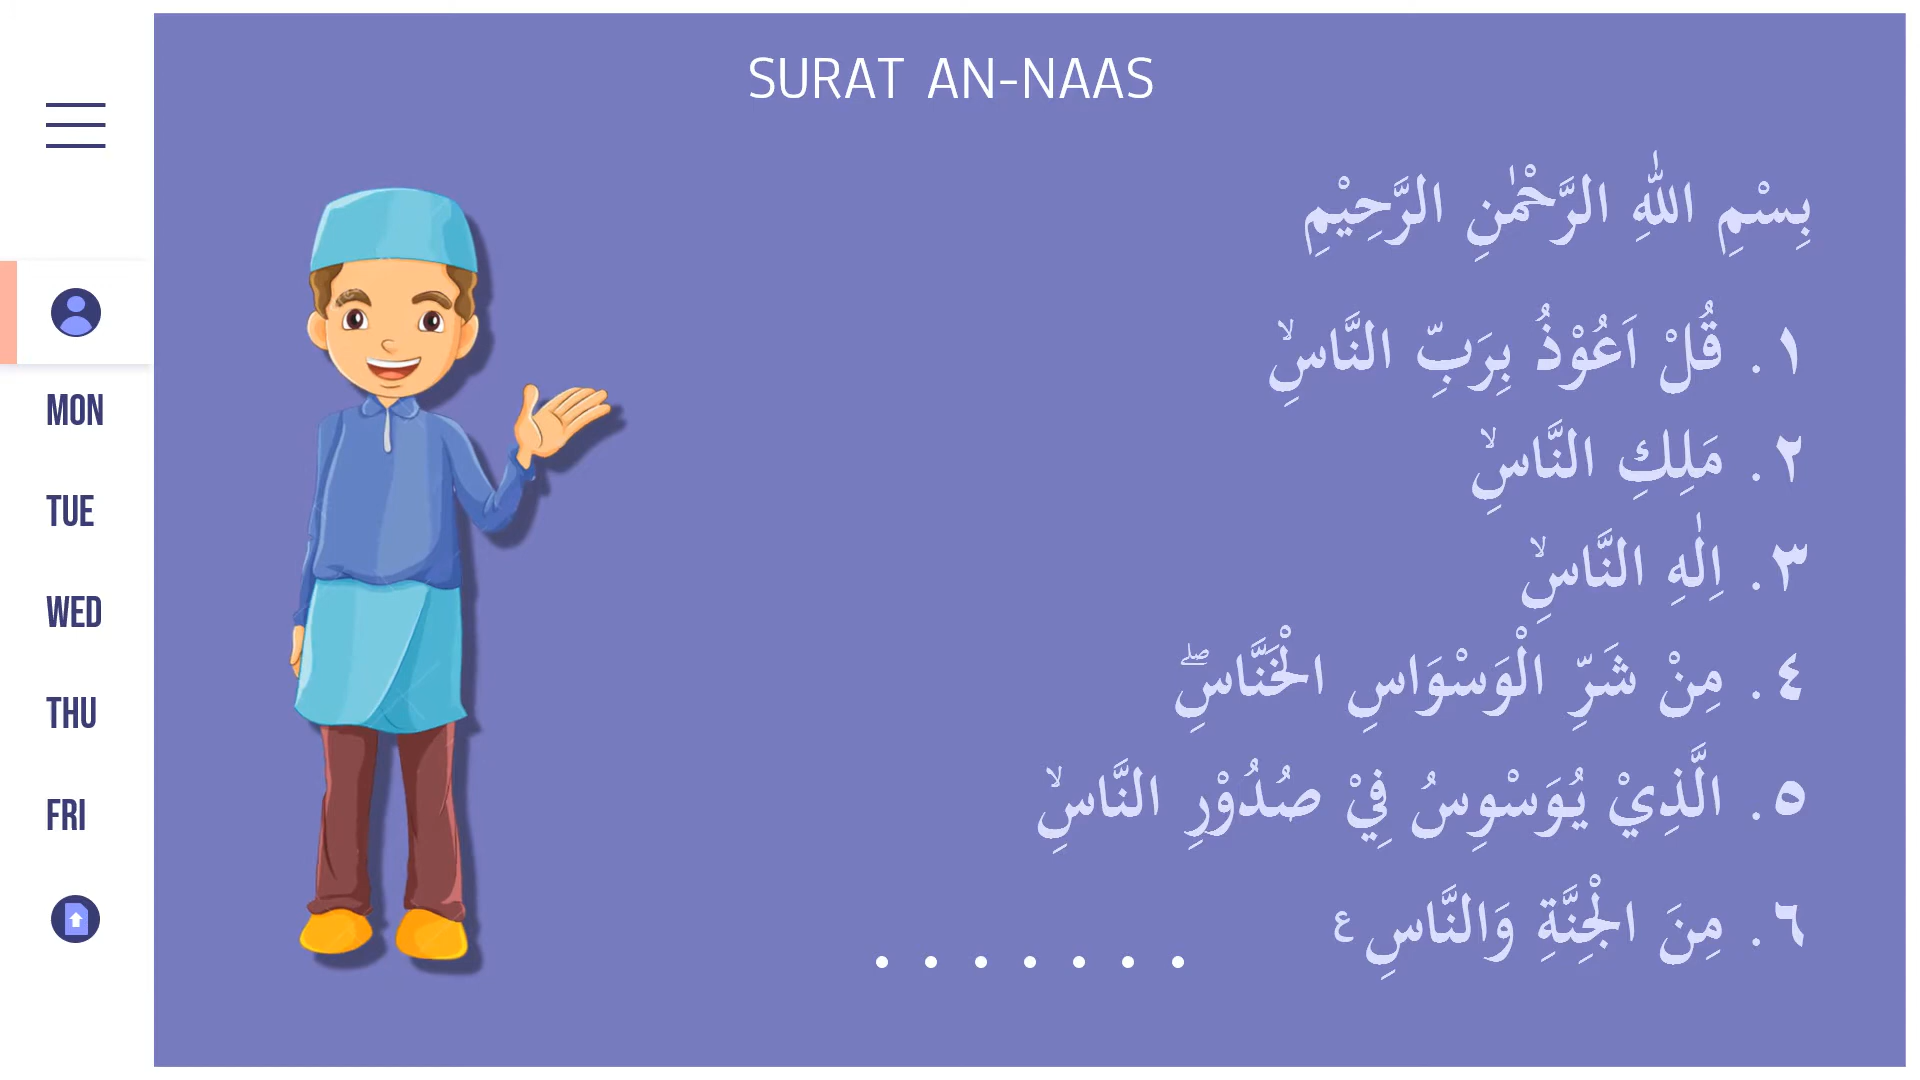 SURAT AN-NAAS
بِسْمِ اللهِ الرَّحْمٰنِ الرَّحِيْمِ
١. قُلْ اَعُوْذُ بِرَبِّ النَّاسِۙ
٢. مَلِكِ النَّاسِۙ
٣. اِلٰهِ النَّاسِۙ
٤. مِنْ شَرِّ الْوَسْوَاسِ الْخَنَّاسِۖ
٥. الَّذِيْ يُوَسْوِسُ فِيْ صُدُوْرِ النَّاسِۙ
٦. مِنَ الْجِنَّةِ وَالنَّاسِ ع
MON
TUE
WED
THU
FRI